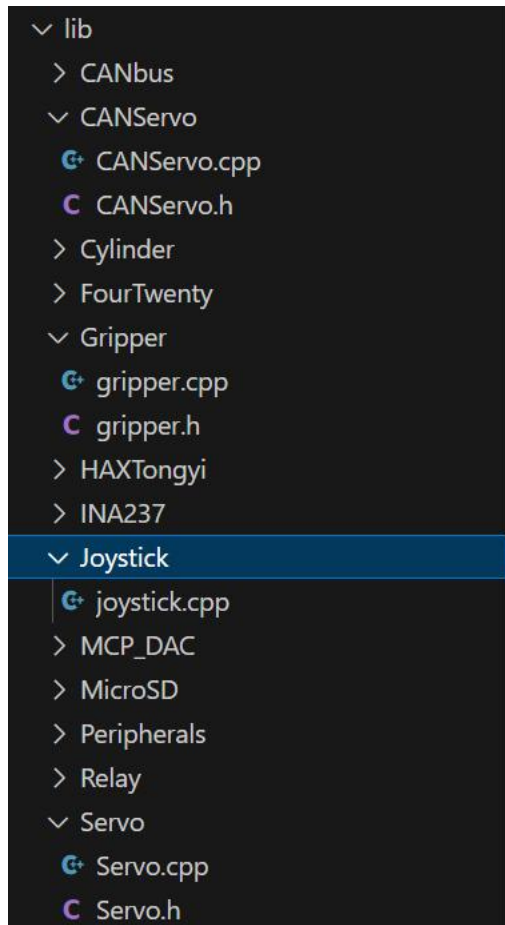 lib
CANbus
CANServo
C++ CANServo.cpp
C CANServo.h
Cylinder
FourTwenty
Gripper
C++ gripper.cpp
C gripper.h
HAXTongyi
INA237
Joystick
C++ joystick.cpp
MCP_DAC
MicroSD
Peripherals
Relay
Servo
C++ Servo.cpp
C Servo.h